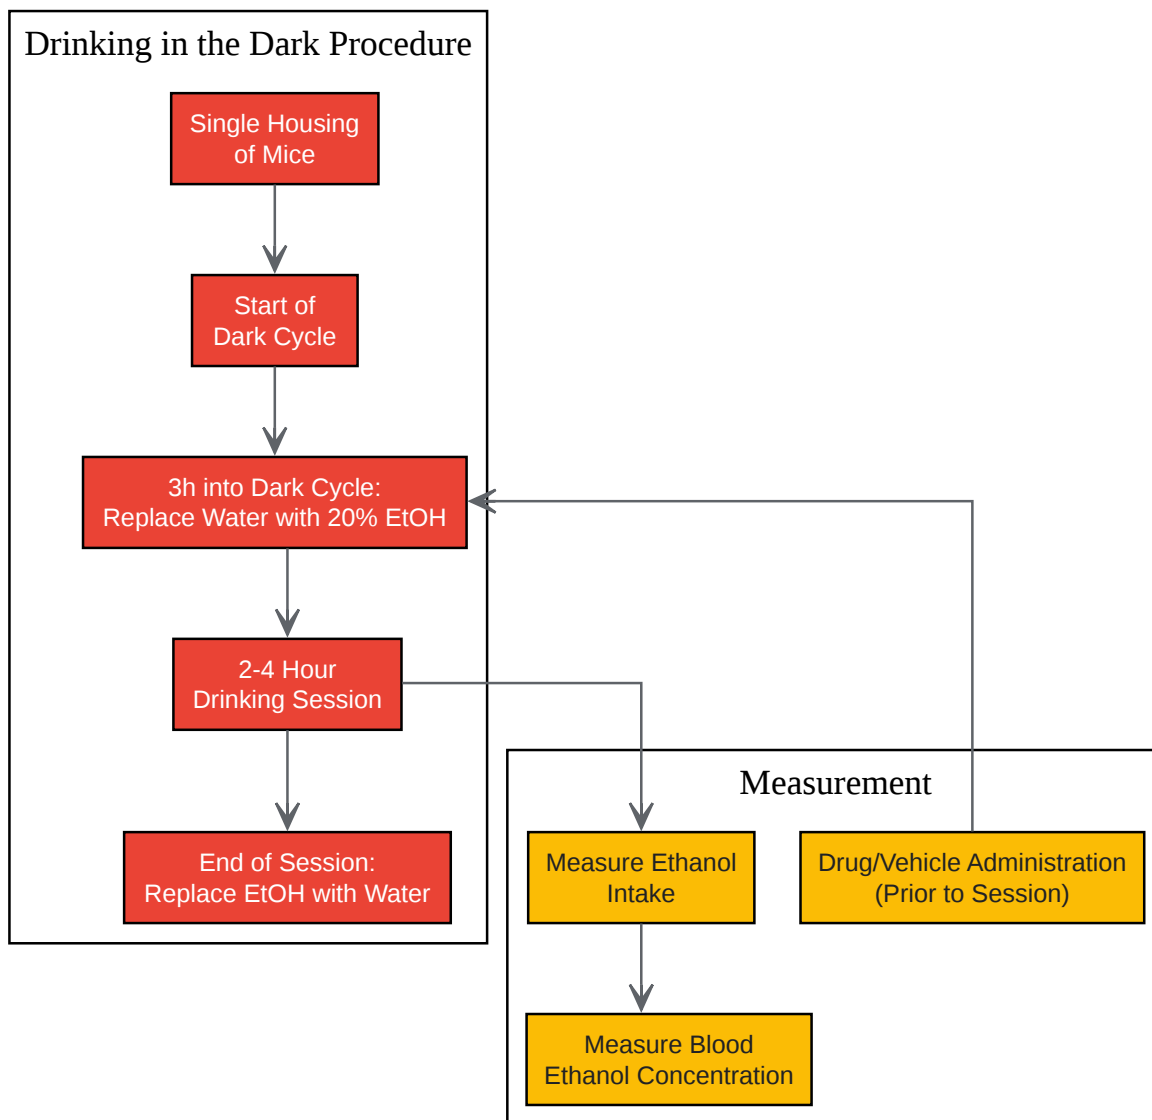 Drinking in the Dark Procedure
Single Housing
of Mice
Start of
Dark Cycle
3h into Dark Cycle:
Replace Water with 20% EtOH
2-4 Hour
Drinking Session
End of Session:
Replace EtOH with Water
Measurement
Measure Ethanol
Intake
Drug/Vehicle Administration
(Prior to Session)
Measure Blood
Ethanol Concentration